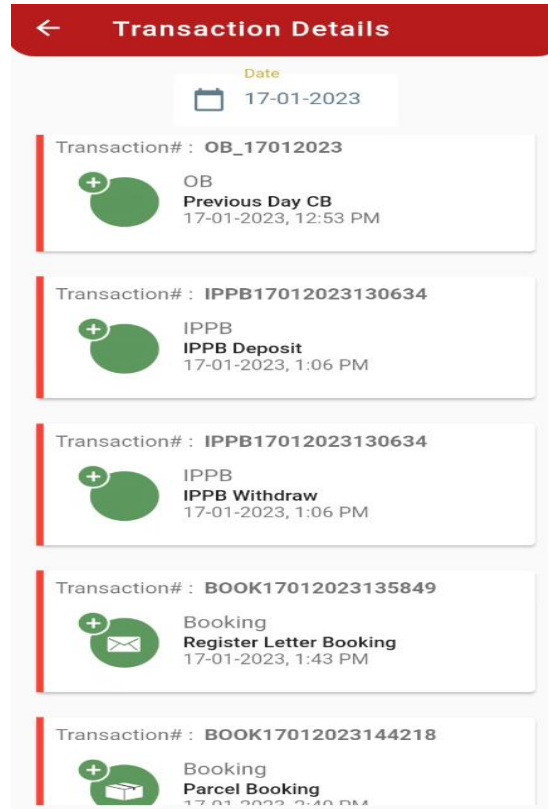 Transaction Details
Date
17-01-2023
Transaction# : OB_17012023
OB
Previous Day CB
17-01-2023, 12:53 PM
Transaction# : IPPB17012023130634
IPPB
IPPB Deposit
17-01-2023, 1:06 PM
Transaction# : IPPB17012023130634
IPPB
IPPB Withdraw
17-01-2023, 1:06 PM
Transaction# : BOOK17012023135849
Booking
Register Letter Booking
17-01-2023, 1:43 PM
Transaction# : BOOK17012023144218
Booking
Parcel Booking
17-01-2023,